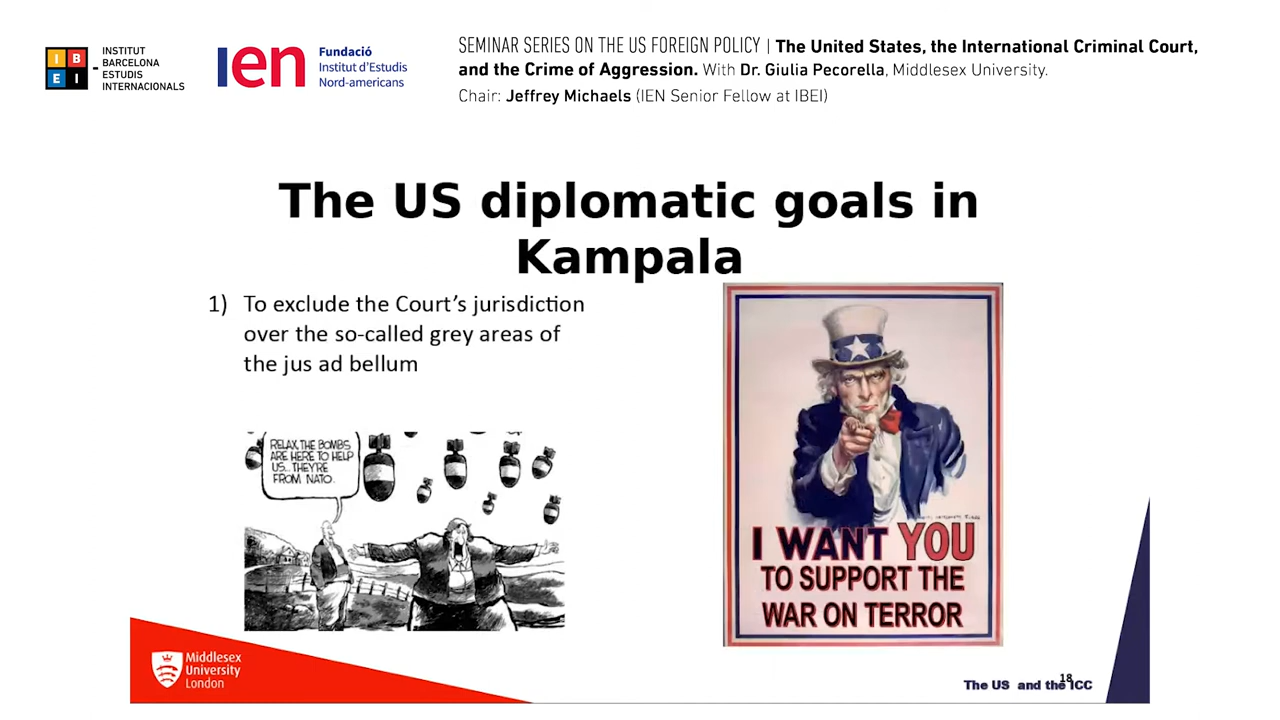 I B
E I
INSTITUT
BARCELONA
ESTUDIS
INTERNACIONALS
ien
Fundació
Institut d'Estudis
Nord-americans
SEMINAR SERIES ON THE US FOREIGN POLICY | The United States, the International Criminal Court,
and the Crime of Aggression. With Dr. Giulia Pecorella, Middlesex University.
Chair: Jeffrey Michaels (IEN Senior Fellow at IBEI)
The US diplomatic goals in
Kampala
1) To exclude the Court's jurisdiction
over the so-called grey areas of
the jus ad bellum
RELAX, THE BOMBS
ARE HERE TO HELP
US... THEY'RE
FROM NATO.
I WANT YOU
TO SUPPORT THE
WAR ON TERROR
Middlesex
University
London
18
The US and the ICC